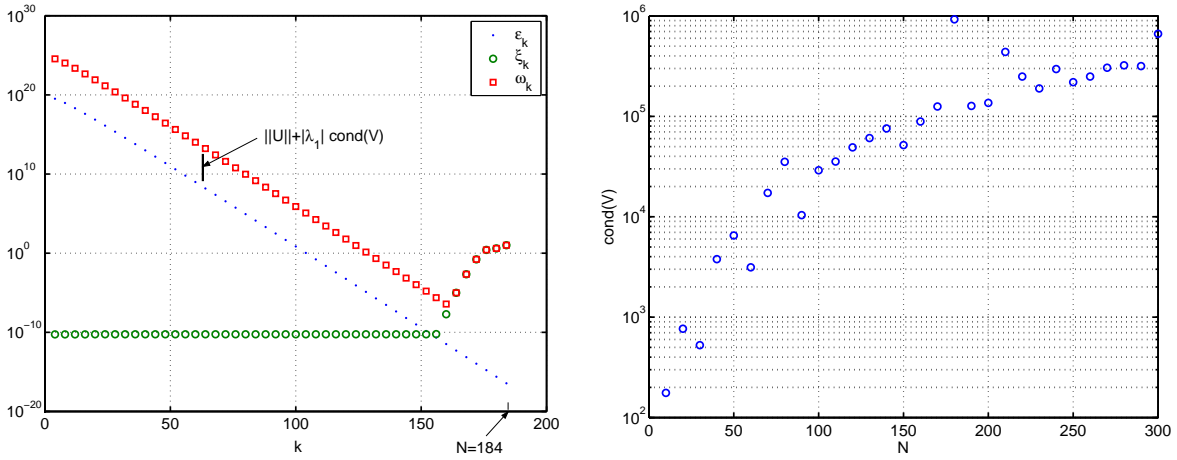 10^30
10^20
10^10
10^0
10^−10
10^−20
ε_k
ξ_k
ω_k
||U||+|λ_1| cond(V)
0 50 100 150 200
k
N=184
10^6
10^5
10^4
10^3
10^2
cond(V)
0 50 100 150 200 250 300
N